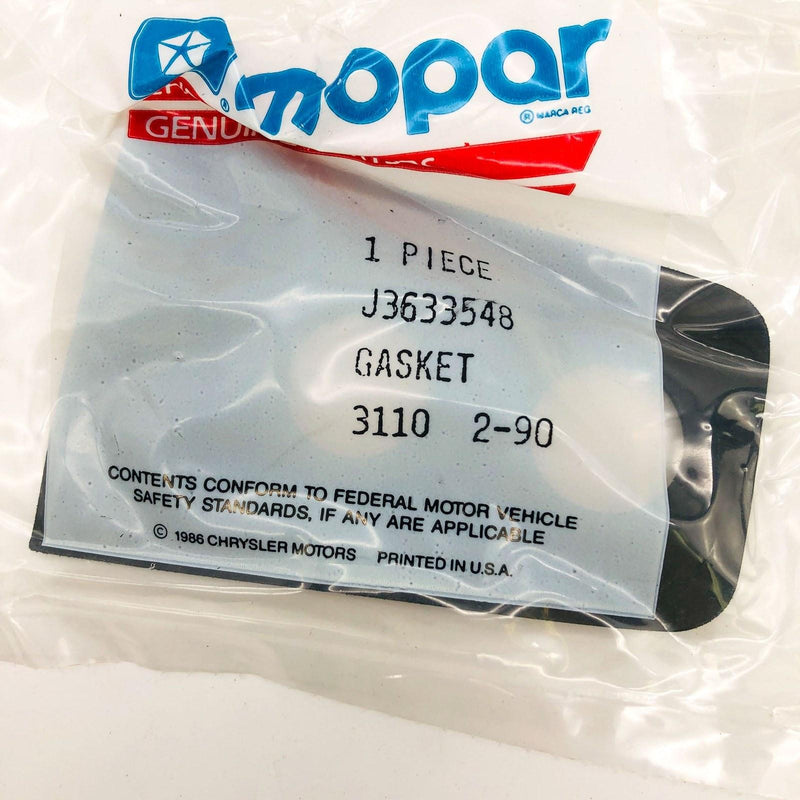 mopar
® MARCA REG
®
GENUI
1 PIECE
J3633548
GASKET
3110 2-90
CONTENTS CONFORM TO FEDERAL MOTOR VEHICLE
SAFETY STANDARDS, IF ANY ARE APPLICABLE
© 1986 CHRYSLER MOTORS PRINTED IN U.S.A.